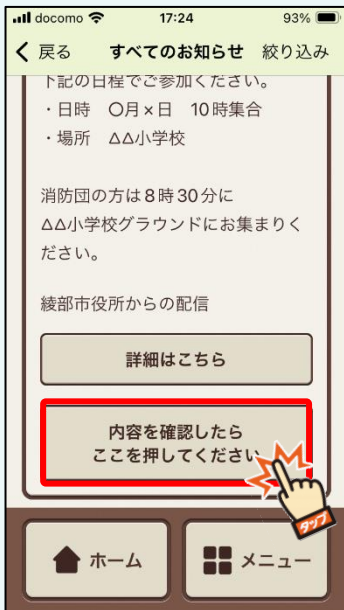 docomo 17:24 93%
戻る すべてのお知らせ 絞り込み
下記の日程でご参加ください。
・日時 〇月×日 10時集合
・場所 △△小学校
消防団の方は8時30分に
△△小学校グラウンドにお集まりく
ださい。
綾部市役所からの配信
詳細はこちら
内容を確認したら
ここを押してください
タップ
ホーム メニュー